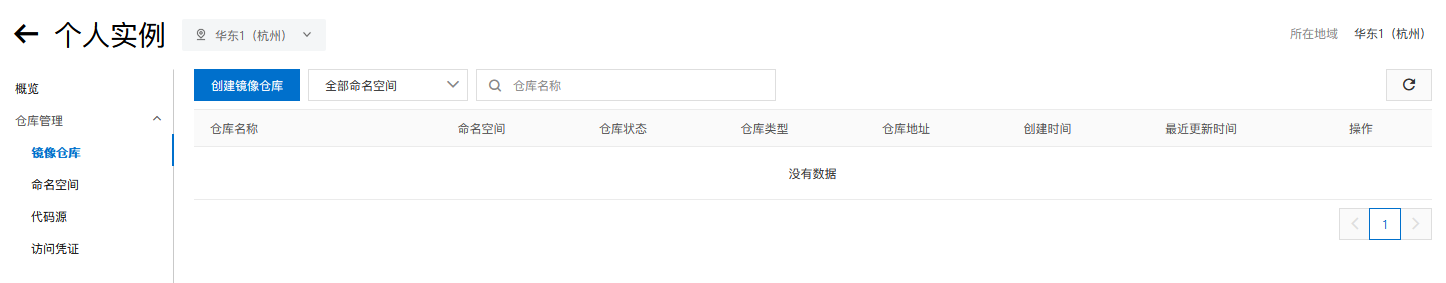 个人实例 华东1（杭州） 所在地域 华东1（杭州）
概览
仓库管理
镜像仓库
命名空间
代码源
访问凭证
创建镜像仓库 全部命名空间 仓库名称
仓库名称 命名空间 仓库状态 仓库类型 仓库地址 创建时间 最近更新时间 操作
没有数据
1